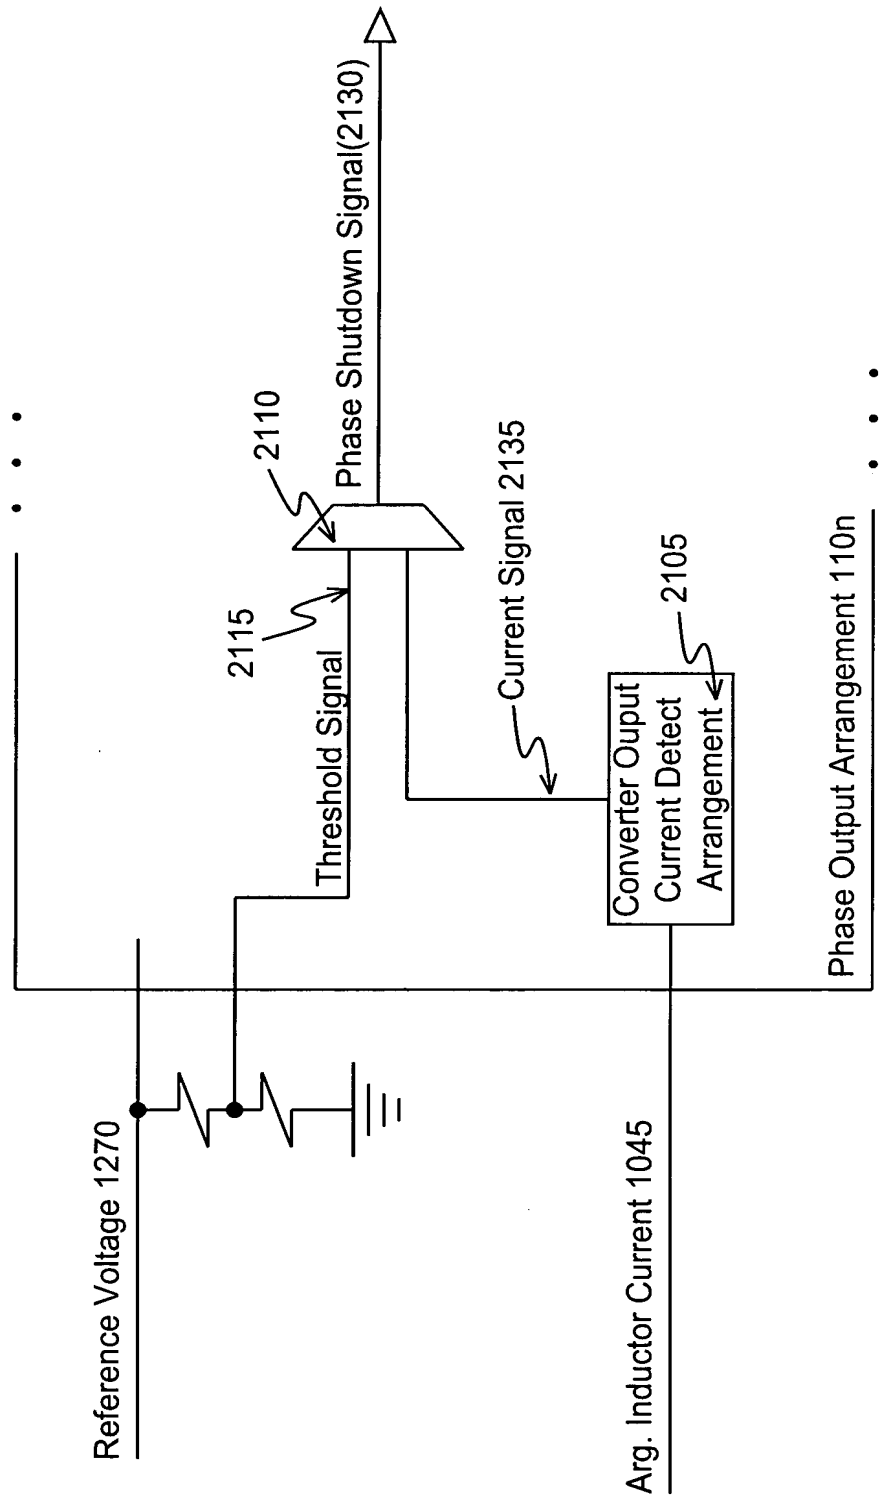 Reference Voltage 1270
Threshold Signal
2115
2110
Phase Shutdown Signal(2130)
Current Signal 2135
Arg. Inductor Current 1045
Converter Ouput
Current Detect
Arrangement
2105
Phase Output Arrangement 110n